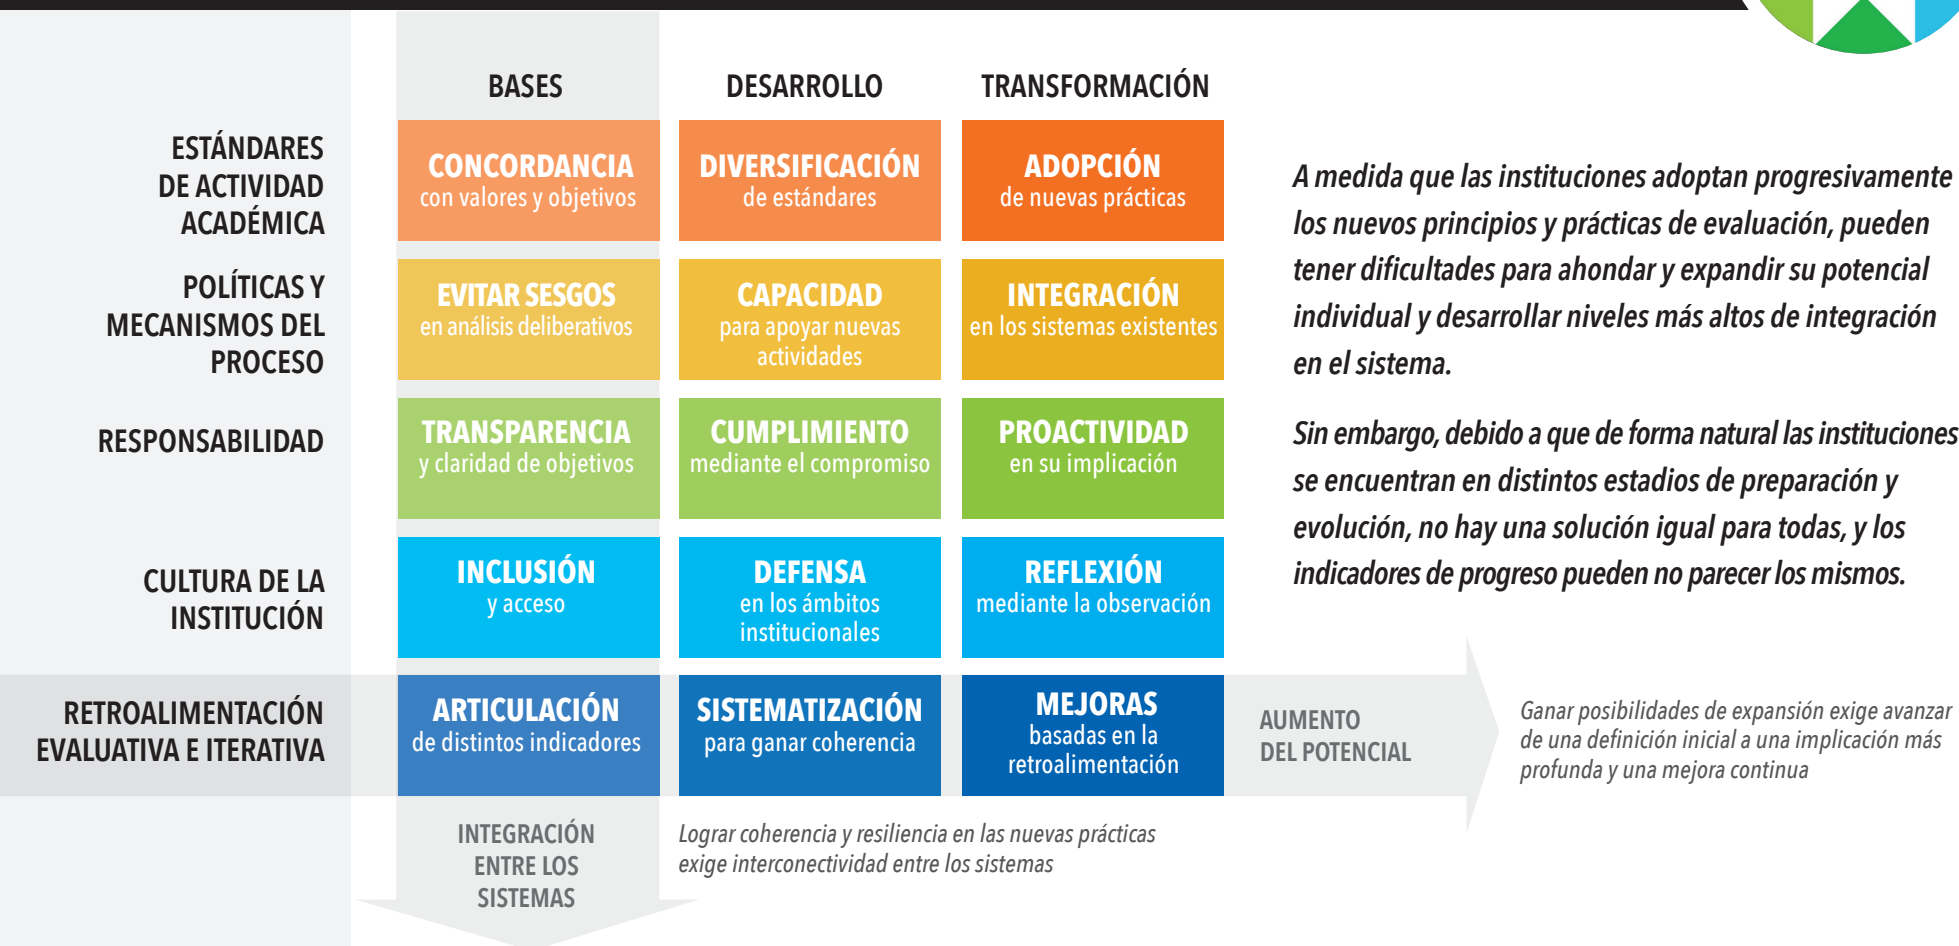 BASES
DESARROLLO
TRANSFORMACIÓN
ESTÁNDARES
DE ACTIVIDAD
ACADÉMICA
CONCORDANCIA
con valores y objetivos
DIVERSIFICACIÓN
de estándares
ADOPCIÓN
de nuevas prácticas
POLÍTICAS Y
MECANISMOS DEL
PROCESO
EVITAR SESGOS
en análisis deliberativos
CAPACIDAD
para apoyar nuevas
actividades
INTEGRACIÓN
en los sistemas existentes
RESPONSABILIDAD
TRANSPARENCIA
y claridad de objetivos
CUMPLIMIENTO
mediante el compromiso
PROACTIVIDAD
en su implicación
CULTURA DE LA
INSTITUCIÓN
INCLUSIÓN
y acceso
DEFENSA
en los ámbitos
institucionales
REFLEXIÓN
mediante la observación
RETROALIMENTACIÓN
EVALUATIVA E ITERATIVA
ARTICULACIÓN
de distintos indicadores
SISTEMATIZACIÓN
para ganar coherencia
MEJORAS
basadas en la
retroalimentación
AUMENTO
DEL POTENCIAL
Ganar posibilidades de expansión exige avanzar
de una definición inicial a una implicación más
profunda y una mejora continua
INTEGRACIÓN
ENTRE LOS
SISTEMAS
Lograr coherencia y resiliencia en las nuevas prácticas
exige interconectividad entre los sistemas
A medida que las instituciones adoptan progresivamente
los nuevos principios y prácticas de evaluación, pueden
tener dificultades para ahondar y expandir su potencial
individual y desarrollar niveles más altos de integración
en el sistema.
Sin embargo, debido a que de forma natural las instituciones
se encuentran en distintos estadios de preparación y
evolución, no hay una solución igual para todas, y los
indicadores de progreso pueden no parecer los mismos.